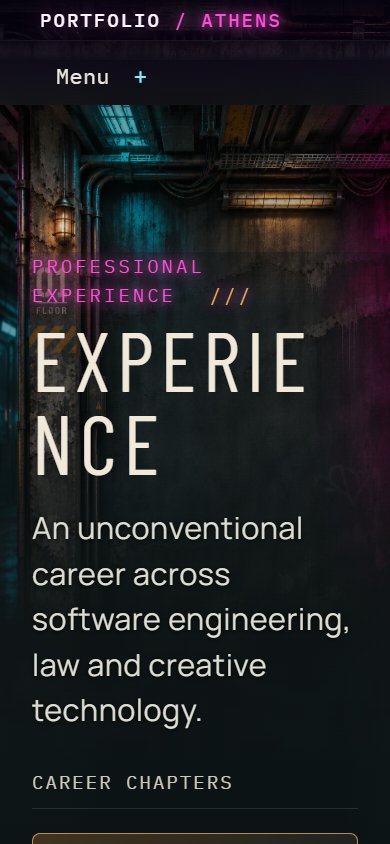 PORTFOLIO / ATHENS
Menu +
PROFESSIONAL
EXPERIENCE ///
FLOOR
EXPERIE
NCE
An unconventional
career across
software engineering,
law and creative
technology.
CAREER CHAPTERS